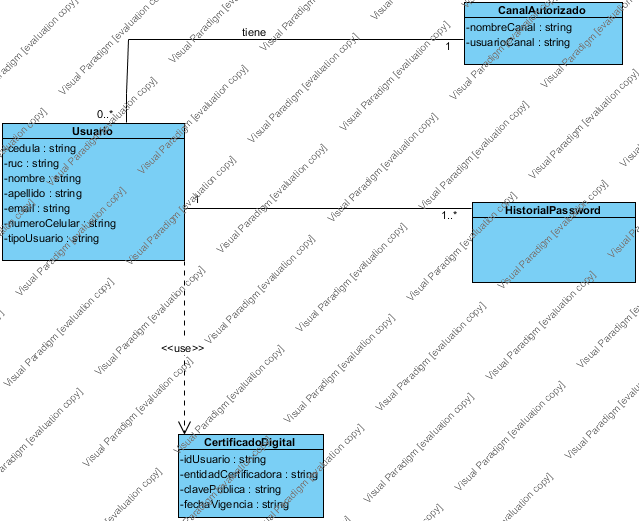 CanalAutorizado
-nombreCanal : string
-usuarioCanal : string
tiene
1
0..*
Usuario
-cedula : string
-ruc : string
-nombre : string
-apellido : string
-email : string
-numeroCelular : string
-tipoUsuario : string
1
1..*
HistorialPassword
<<use>>
CertificadoDigital
-idUsuario : string
-entidadCertificadora : string
-clavePublica : string
-fechaVigencia : string
Visual Paradigm [evaluation copy]